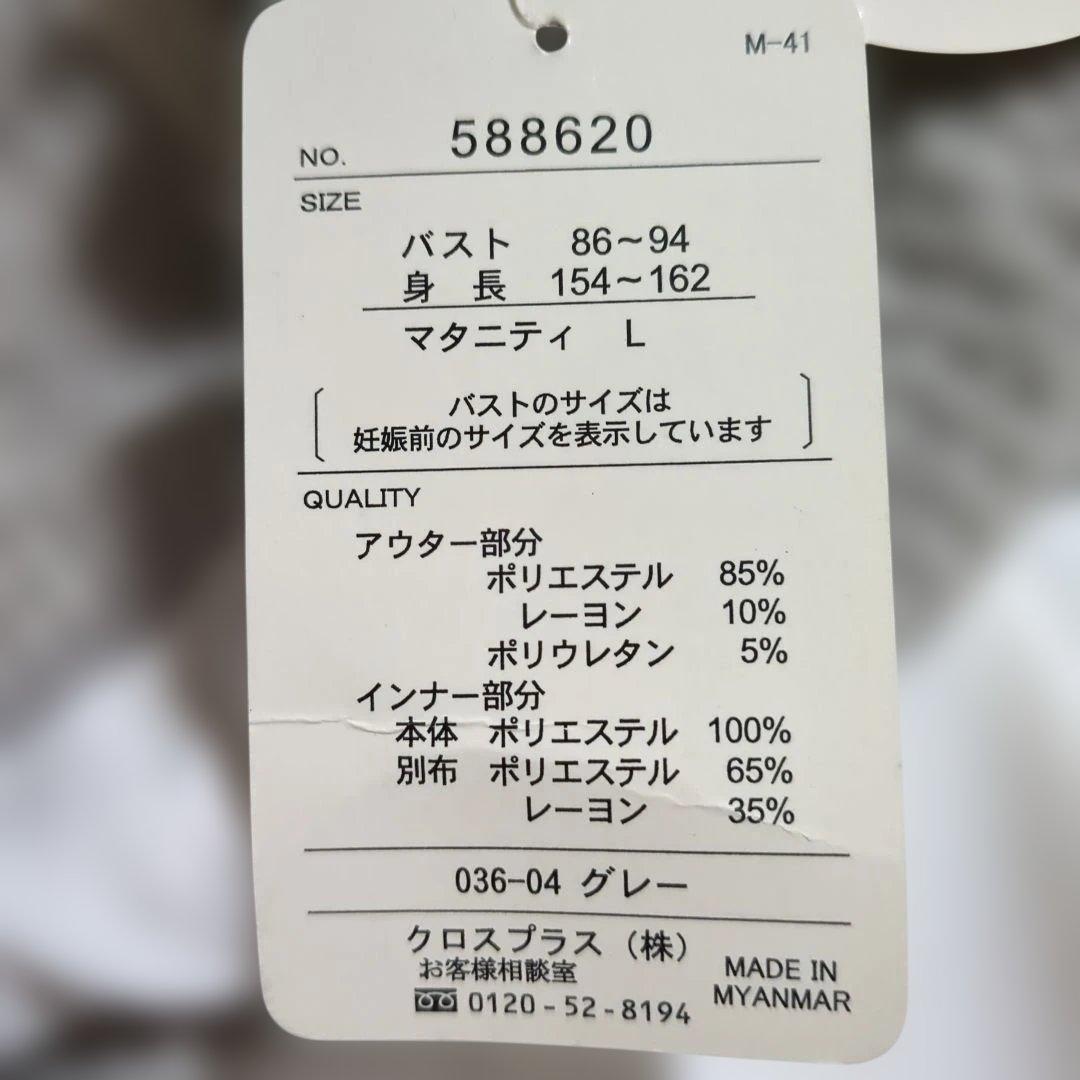 M-41
NO. 588620
SIZE
バスト 86～94
身長 154～162
マタニティ L
バストのサイズは
妊娠前のサイズを表示しています
QUALITY
アウター部分
ポリエステル 85%
レーヨン 10%
ポリウレタン 5%
インナー部分
本体 ポリエステル 100%
別布 ポリエステル 65%
レーヨン 35%
036-04 グレー
クロスプラス（株）
お客様相談室
0120-52-8194
MADE IN
MYANMAR